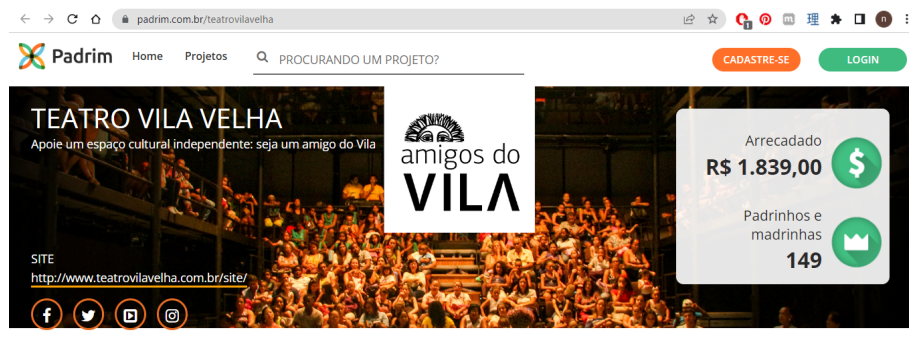 padrim.com.br/teatrovilavelha
1
理
n
Padrim
Home
Projetos
PROCURANDO UM PROJETO?
CADASTRE-SE
LOGIN
TEATRO VILA VELHA
Apoie um espaço cultural independente: seja um amigo do Vila
amigos do
VILA
Arrecadado
R$ 1.839,00
Padrinhos e
madrinhas
149
SITE
http://www.teatrovilavelha.com.br/site/